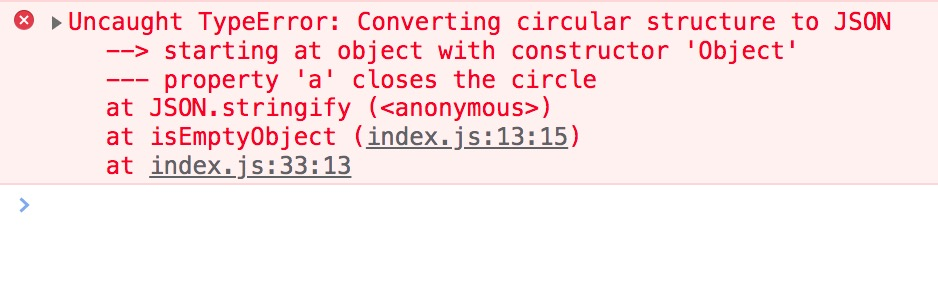 Uncaught TypeError: Converting circular structure to JSON
--> starting at object with constructor 'Object'
--- property 'a' closes the circle
at JSON.stringify (<anonymous>)
at isEmptyObject (index.js:13:15)
at index.js:33:13